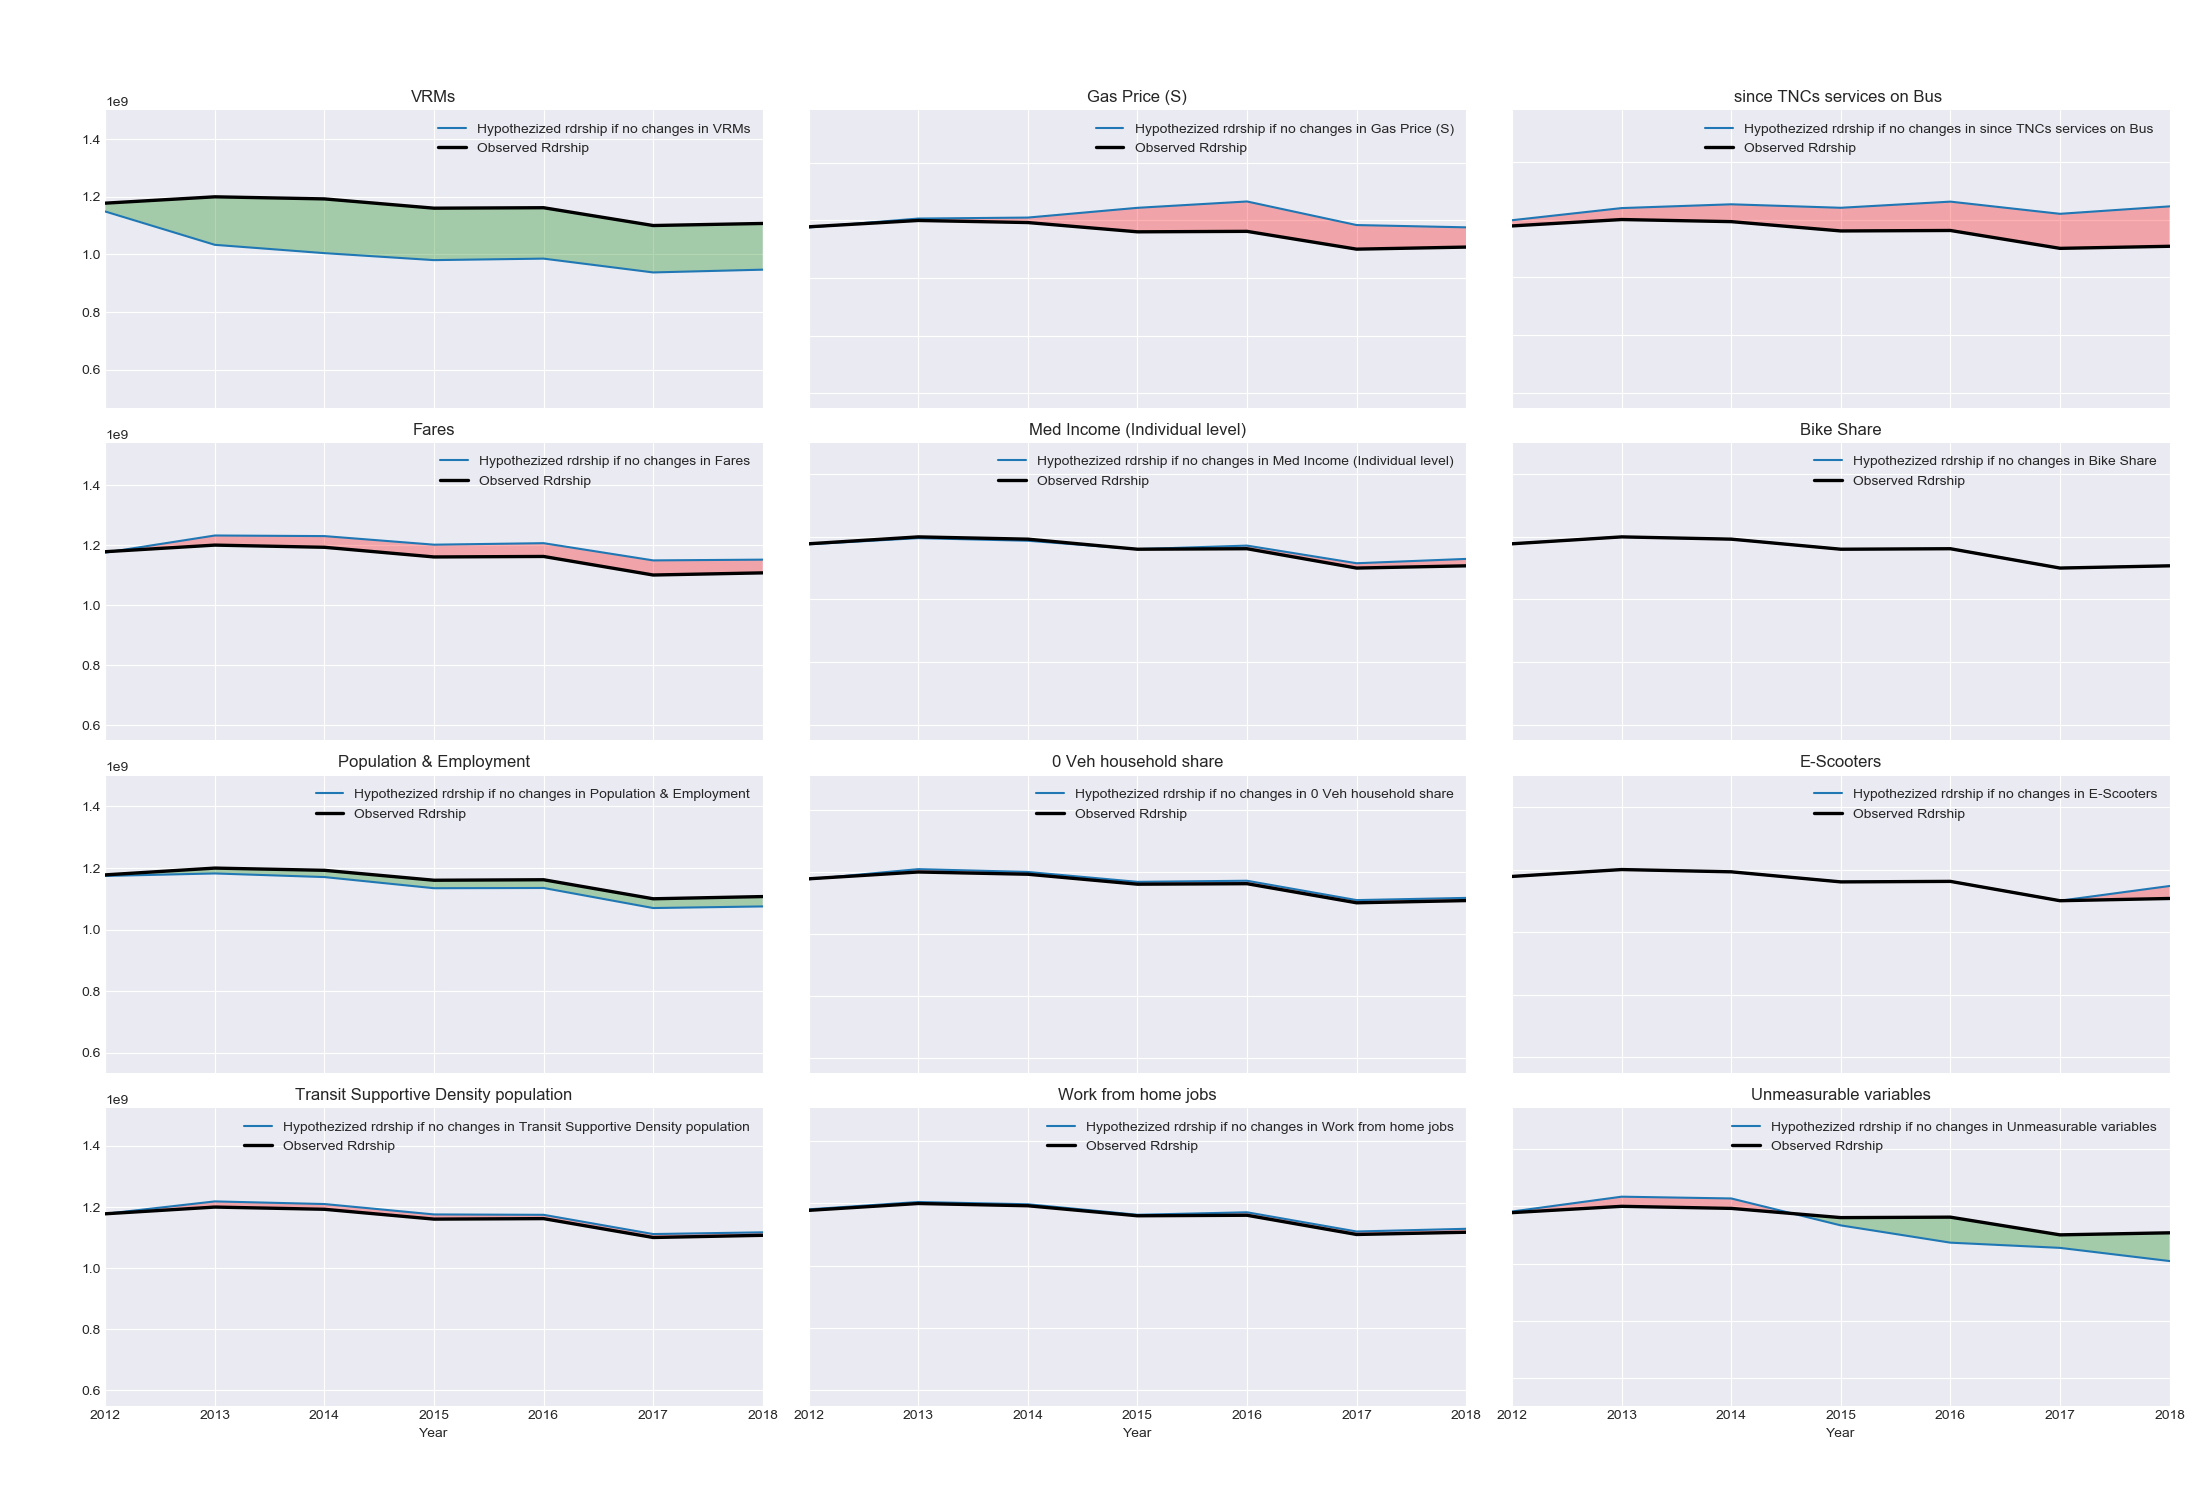 VRMs
1e9
Hypothezized rdrship if no changes in VRMs
Observed Rdrship
1.4
1.2
1.0
0.8
0.6
Gas Price (S)
Hypothezized rdrship if no changes in Gas Price (S)
Observed Rdrship
since TNCs services on Bus
Hypothezized rdrship if no changes in since TNCs services on Bus
Observed Rdrship
Fares
1e9
Hypothezized rdrship if no changes in Fares
Observed Rdrship
1.4
1.2
1.0
0.8
0.6
Med Income (Individual level)
Hypothezized rdrship if no changes in Med Income (Individual level)
Observed Rdrship
Bike Share
Hypothezized rdrship if no changes in Bike Share
Observed Rdrship
Population & Employment
1e9
Hypothezized rdrship if no changes in Population & Employment
Observed Rdrship
1.4
1.2
1.0
0.8
0.6
0 Veh household share
Hypothezized rdrship if no changes in 0 Veh household share
Observed Rdrship
E-Scooters
Hypothezized rdrship if no changes in E-Scooters
Observed Rdrship
Transit Supportive Density population
1e9
Hypothezized rdrship if no changes in Transit Supportive Density population
Observed Rdrship
1.4
1.2
1.0
0.8
0.6
2012 2013 2014 2015 2016 2017 2018
Year
Work from home jobs
Hypothezized rdrship if no changes in Work from home jobs
Observed Rdrship
2012 2013 2014 2015 2016 2017 2018
Year
Unmeasurable variables
Hypothezized rdrship if no changes in Unmeasurable variables
Observed Rdrship
2012 2013 2014 2015 2016 2017 2018
Year